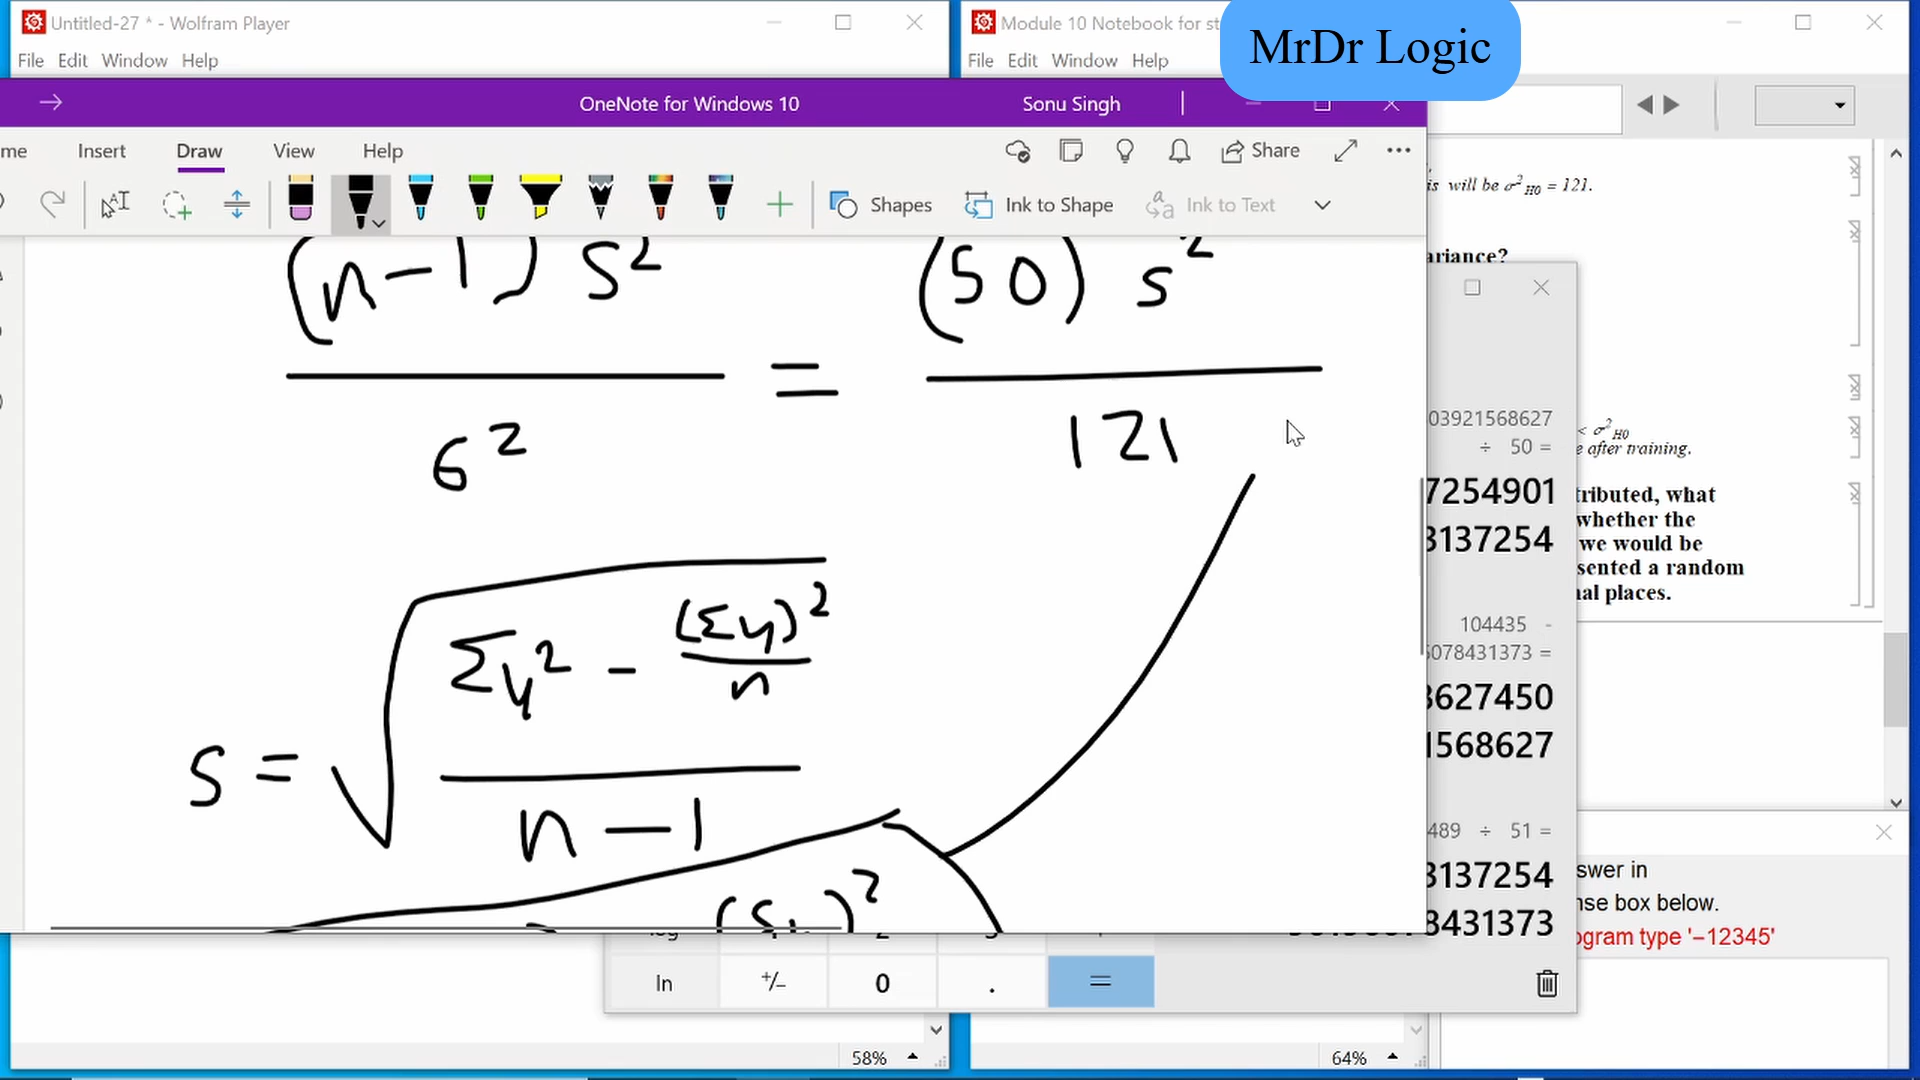 Untitled-27 * - Wolfram Player
File Edit Window Help
Module 10 Notebook for st
File Edit Window Help
MrDr Logic
OneNote for Windows 10
Sonu Singh
me Insert Draw View Help
Share
Shapes
Ink to Shape
Ink to Text
(n-1) s²
6²
=
(50) s²
121
s = √
Σy² - (Σy)²
n
n-1
)²
is will be σ²H0 = 121.
ariance?
< σ²H0
e after training.
tributed, what
whether the
we would be
sented a random
al places.
03921568627
÷ 50 =
7254901
3137254
104435 -
078431373 =
3627450
1568627
489 ÷ 51 =
3137254
8431373
ln +/- 0 . =
swer in
nse box below.
ogram type '−12345'
58%
64%